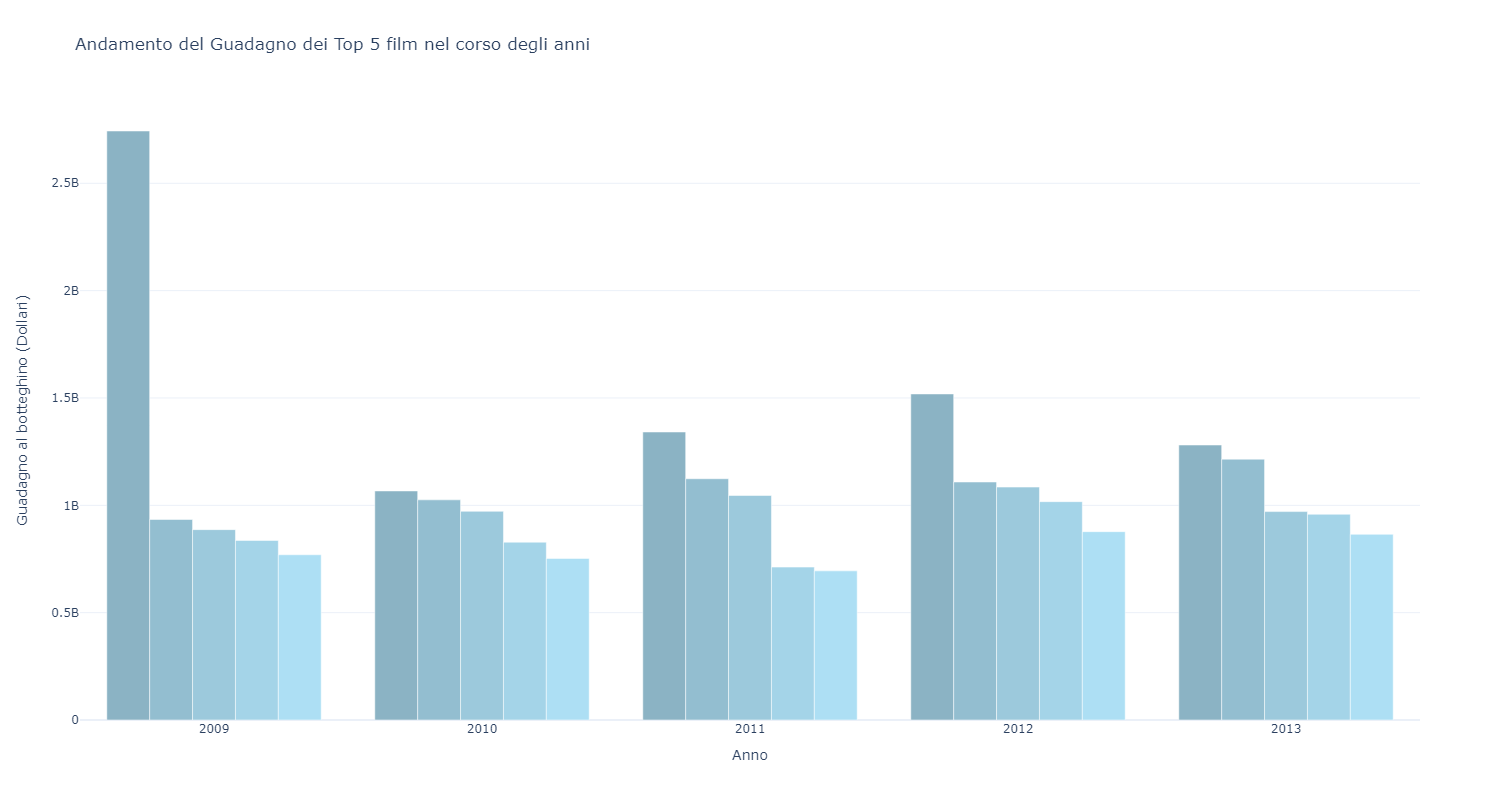 Andamento del Guadagno dei Top 5 film nel corso degli anni
Guadagno al botteghino (Dollari)
2.5B
2B
1.5B
1B
0.5B
0
2009
2010
2011
2012
2013
Anno